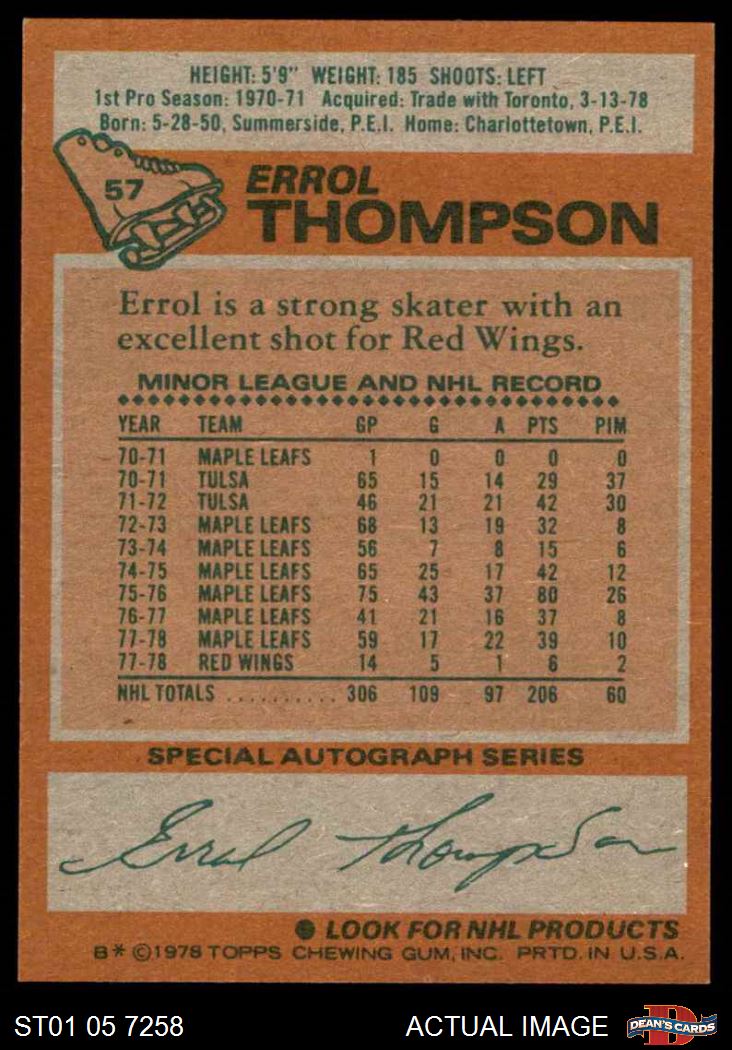 HEIGHT: 5'9" WEIGHT: 185 SHOOTS: LEFT
1st Pro Season: 1970-71 Acquired: Trade with Toronto, 3-13-78
Born: 5-28-50, Summerside, P.E.I. Home: Charlottetown, P.E.I.
57
ERROL
THOMPSON
Errol is a strong skater with an
excellent shot for Red Wings.
MINOR LEAGUE AND NHL RECORD
YEAR TEAM GP G A PTS PIM
70-71 MAPLE LEAFS 1 0 0 0 0
70-71 TULSA 65 15 14 29 37
71-72 TULSA 46 21 21 42 30
72-73 MAPLE LEAFS 68 13 19 32 8
73-74 MAPLE LEAFS 56 7 8 15 6
74-75 MAPLE LEAFS 65 25 17 42 12
75-76 MAPLE LEAFS 75 43 37 80 26
76-77 MAPLE LEAFS 41 21 16 37 8
77-78 MAPLE LEAFS 59 17 22 39 10
77-78 RED WINGS 14 5 1 6 2
NHL TOTALS .......... 306 109 97 206 60
SPECIAL AUTOGRAPH SERIES
Errol Thompson
● LOOK FOR NHL PRODUCTS
B* ©1978 TOPPS CHEWING GUM, INC. PRTD. IN U.S.A.
ST01 05 7258 ACTUAL IMAGE D DEAN'S CARDS